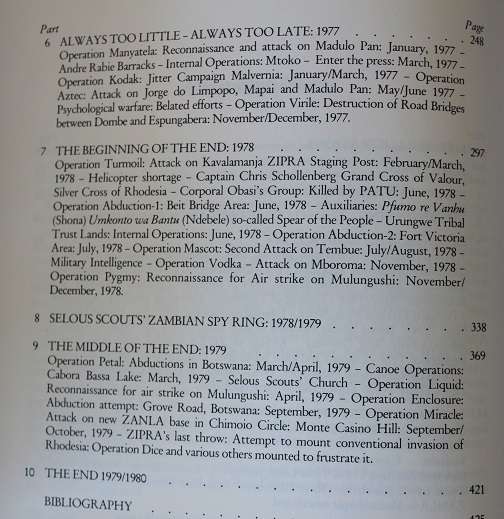 Part Page
6 ALWAYS TOO LITTLE – ALWAYS TOO LATE: 1977 . . . . . . 248
Operation Manyatela: Reconnaissance and attack on Madulo Pan: January, 1977 –
Andre Rabie Barracks – Internal Operations: Mtoko – Enter the press: March, 1977 –
Operation Kodak: Jitter Campaign Malvernia: January/March, 1977 – Operation
Aztec: Attack on Jorge do Limpopo, Mapai and Madulo Pan: May/June 1977 –
Psychological warfare: Belated efforts – Operation Virile: Destruction of Road Bridges
between Dombe and Espungabera: November/December, 1977.
7 THE BEGINNING OF THE END: 1978 . . . . . . . . . 297
Operation Turmoil: Attack on Kavalamanja ZIPRA Staging Post: February/March,
1978 – Helicopter shortage – Captain Chris Schollenberg Grand Cross of Valour,
Silver Cross of Rhodesia – Corporal Obasi's Group: Killed by PATU: June, 1978 –
Operation Abduction-1: Beit Bridge Area: June, 1978 – Auxiliaries: Pfumo re Vanhu
(Shona) Umkonto wa Bantu (Ndebele) so-called Spear of the People – Urungwe Tribal
Trust Lands: Internal Operations: June, 1978 – Operation Abduction-2: Fort Victoria
Area: July, 1978 – Operation Mascot: Second Attack on Tembue: July/August, 1978 –
Military Intelligence – Operation Vodka – Attack on Mboroma: November, 1978 –
Operation Pygmy: Reconnaissance for Air strike on Mulungushi: November/
December, 1978.
8 SELOUS SCOUTS' ZAMBIAN SPY RING: 1978/1979 . . . . . 338
9 THE MIDDLE OF THE END: 1979 . . . . . . . . . 369
Operation Petal: Abductions in Botswana: March/April, 1979 – Canoe Operations:
Cabora Bassa Lake: March, 1979 – Selous Scouts' Church – Operation Liquid:
Reconnaissance for air strike on Mulungushi: April, 1979 – Operation Enclosure:
Abduction attempt: Grove Road, Botswana: September, 1979 – Operation Miracle:
Attack on new ZANLA base in Chimoio Circle: Monte Casino Hill: September/
October, 1979 – ZIPRA's last throw: Attempt to mount conventional invasion of
Rhodesia: Operation Dice and various others mounted to frustrate it.
10 THE END 1979/1980 . . . . . . . . . . . . 421
BIBLIOGRAPHY . . . . . . . . . . . .